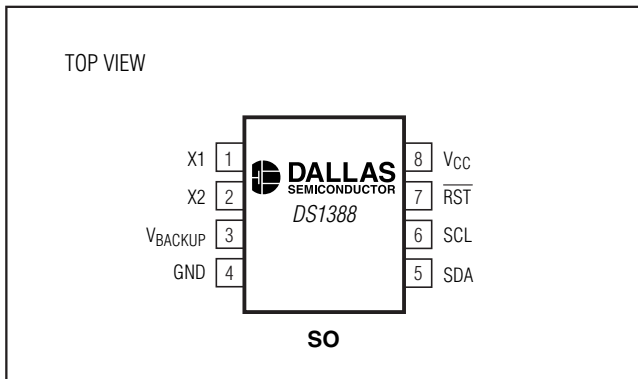 TOP VIEW
X1 1
X2 2
VBACKUP 3
GND 4
DALLAS
SEMICONDUCTOR
DS1388
8 VCC
7 RST
6 SCL
5 SDA
SO